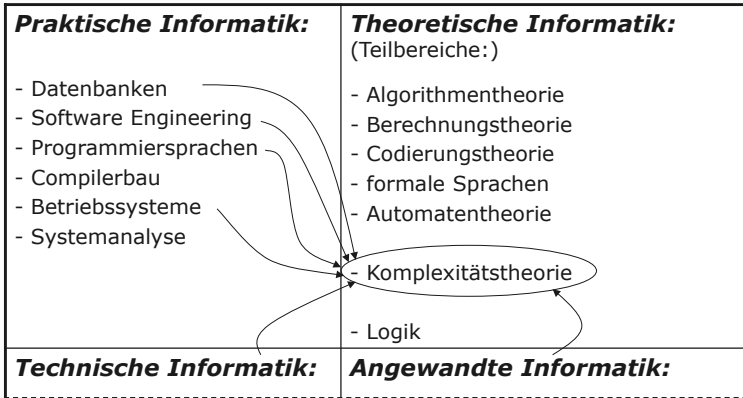 Praktische Informatik:
- Datenbanken
- Software Engineering
- Programmiersprachen
- Compilerbau
- Betriebssysteme
- Systemanalyse
Theoretische Informatik:
(Teilbereiche:)
- Algorithmentheorie
- Berechnungstheorie
- Codierungstheorie
- formale Sprachen
- Automatentheorie
- Komplexitätstheorie
- Logik
Technische Informatik:
Angewandte Informatik: